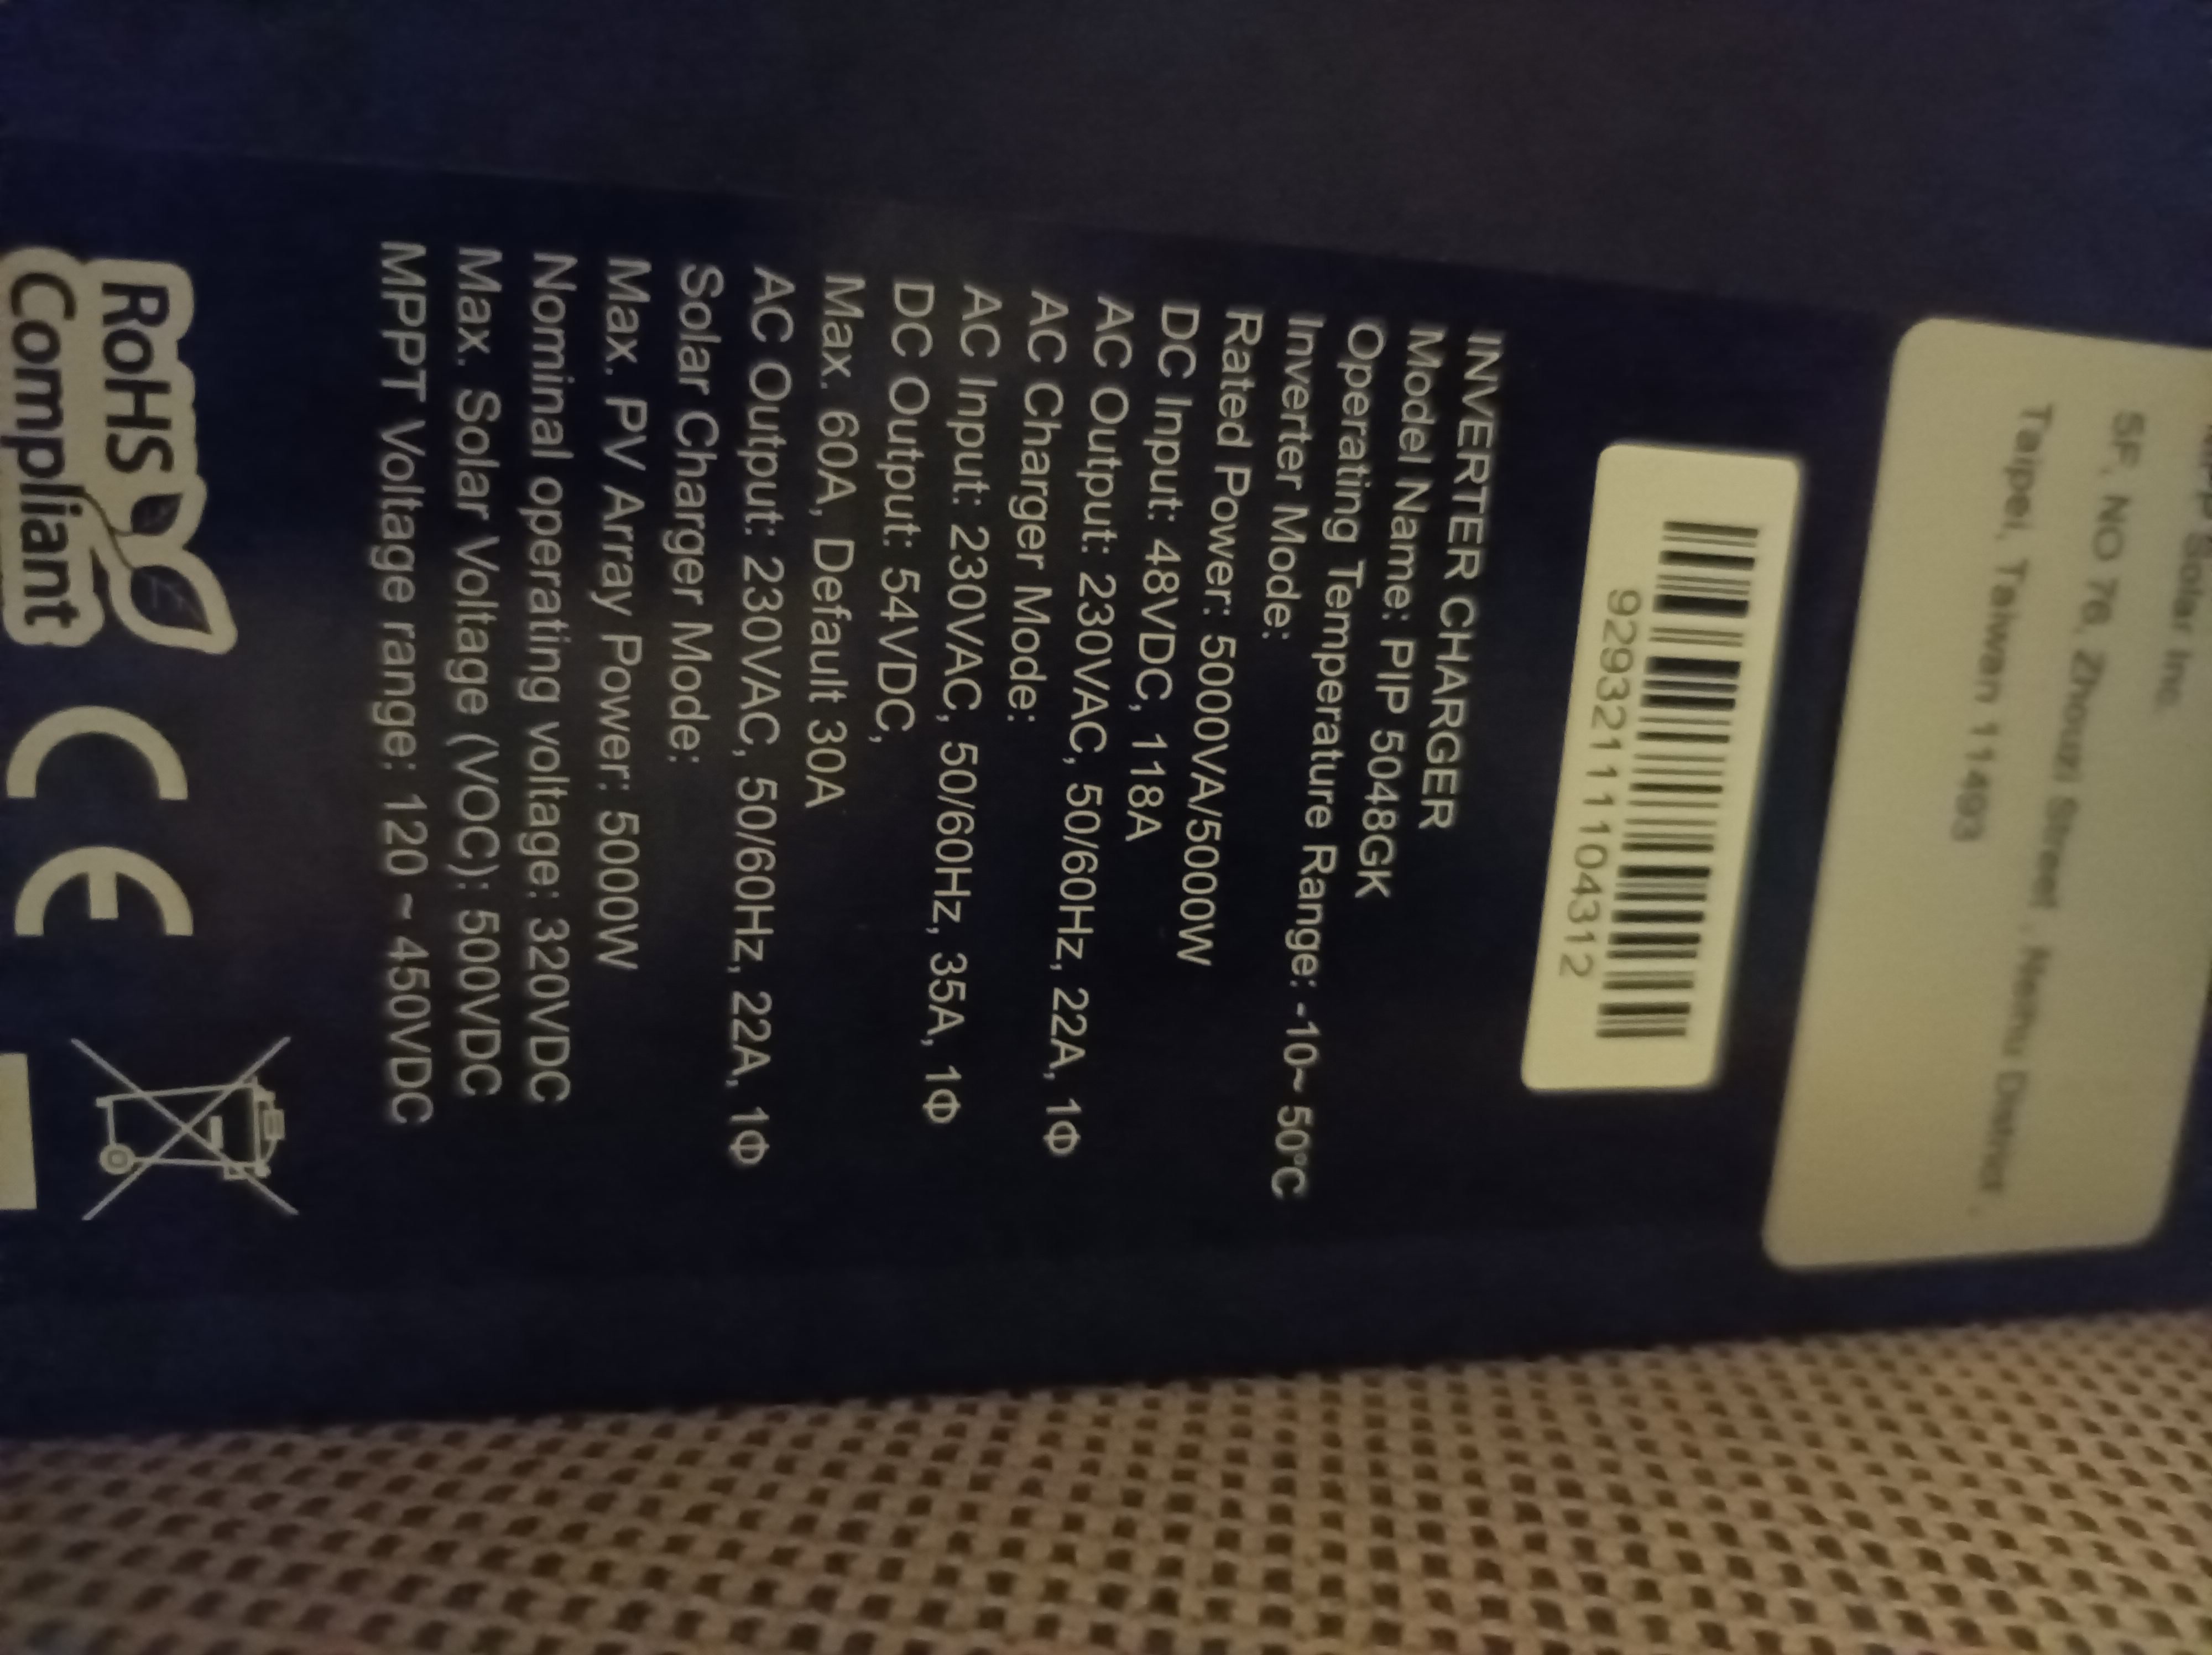 Solar Inc.
5F, NO 76, Zhouzi Street , Neihu District ,
Taipei, Taiwan 11493
92932111104312
INVERTER CHARGER
Model Name: PIP 5048GK
Operating Temperature Range: -10~ 50°C
Inverter Mode:
Rated Power: 5000VA/5000W
DC Input: 48VDC, 118A
AC Output: 230VAC, 50/60Hz, 22A, 1Φ
AC Charger Mode:
AC Input: 230VAC, 50/60Hz, 35A, 1Φ
DC Output: 54VDC,
Max. 60A, Default 30A
AC Output: 230VAC, 50/60Hz, 22A, 1Φ
Solar Charger Mode:
Max. PV Array Power: 5000W
Nominal operating voltage: 320VDC
Max. Solar Voltage (VOC): 500VDC
MPPT Voltage range: 120 ~ 450VDC
RoHS
Compliant
CE